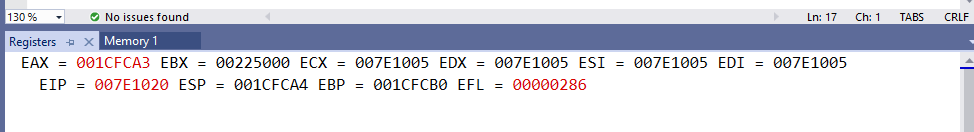 130 % No issues found Ln: 17 Ch: 1 TABS CRLF
Registers Memory 1
EAX = 001CFCA3 EBX = 00225000 ECX = 007E1005 EDX = 007E1005 ESI = 007E1005 EDI = 007E1005
EIP = 007E1020 ESP = 001CFCA4 EBP = 001CFCB0 EFL = 00000286